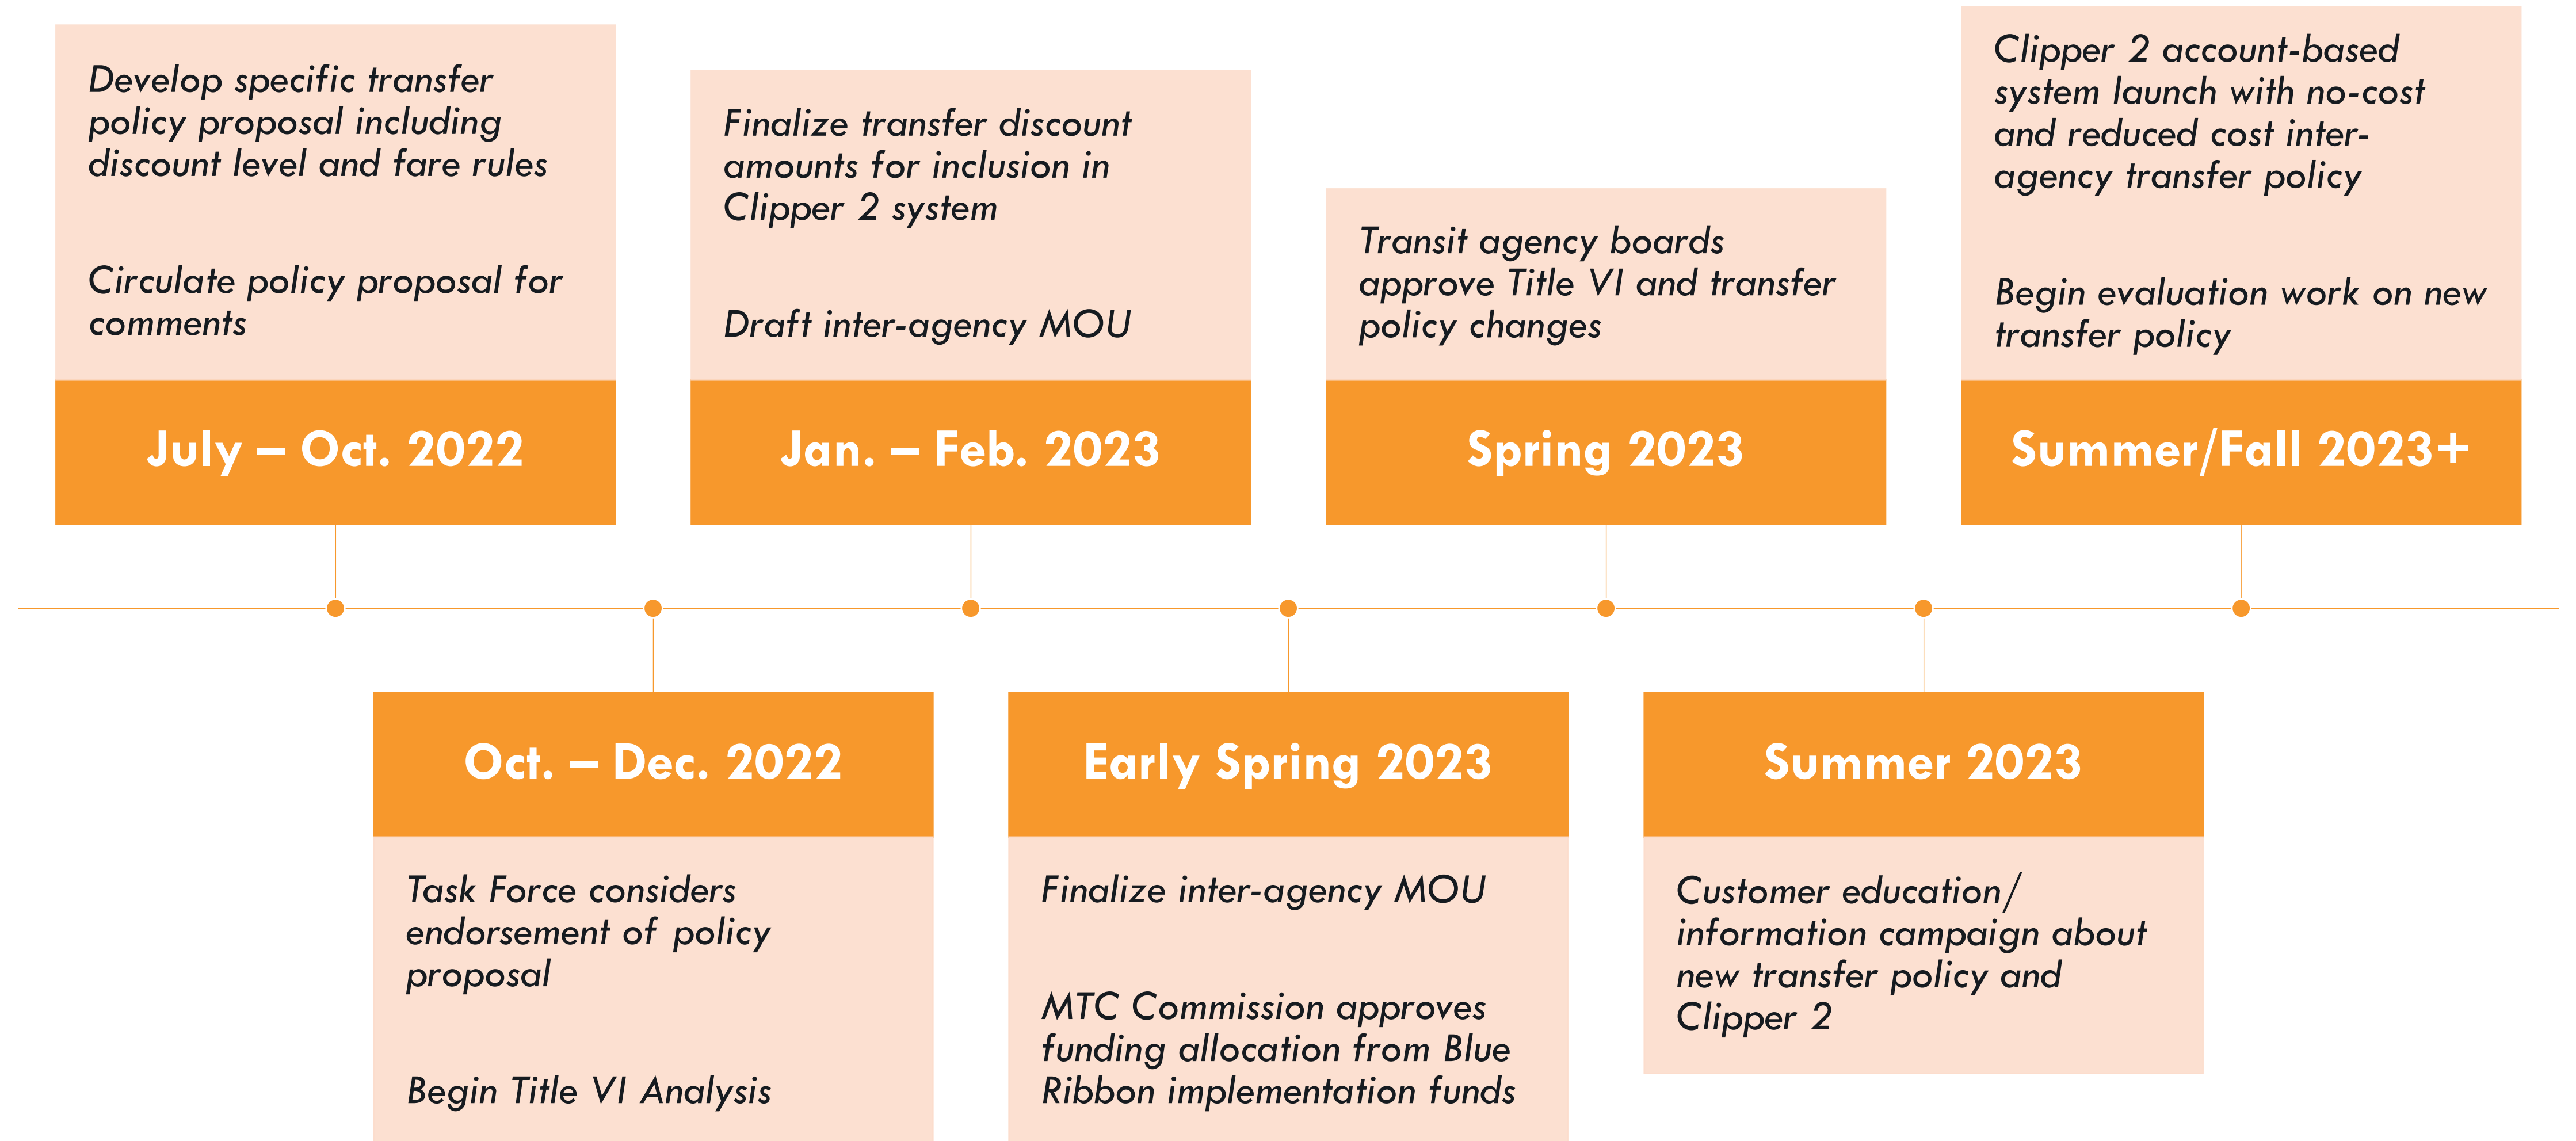 Develop specific transfer
policy proposal including
discount level and fare rules
Circulate policy proposal for
comments
July – Oct. 2022
Task Force considers
endorsement of policy
proposal
Begin Title VI Analysis
Oct. – Dec. 2022
Finalize transfer discount
amounts for inclusion in
Clipper 2 system
Draft inter-agency MOU
Jan. – Feb. 2023
Early Spring 2023
Finalize inter-agency MOU
MTC Commission approves
funding allocation from Blue
Ribbon implementation funds
Transit agency boards
approve Title VI and transfer
policy changes
Spring 2023
Summer 2023
Customer education/
information campaign about
new transfer policy and
Clipper 2
Clipper 2 account-based
system launch with no-cost
and reduced cost inter-
agency transfer policy
Begin evaluation work on new
transfer policy
Summer/Fall 2023+